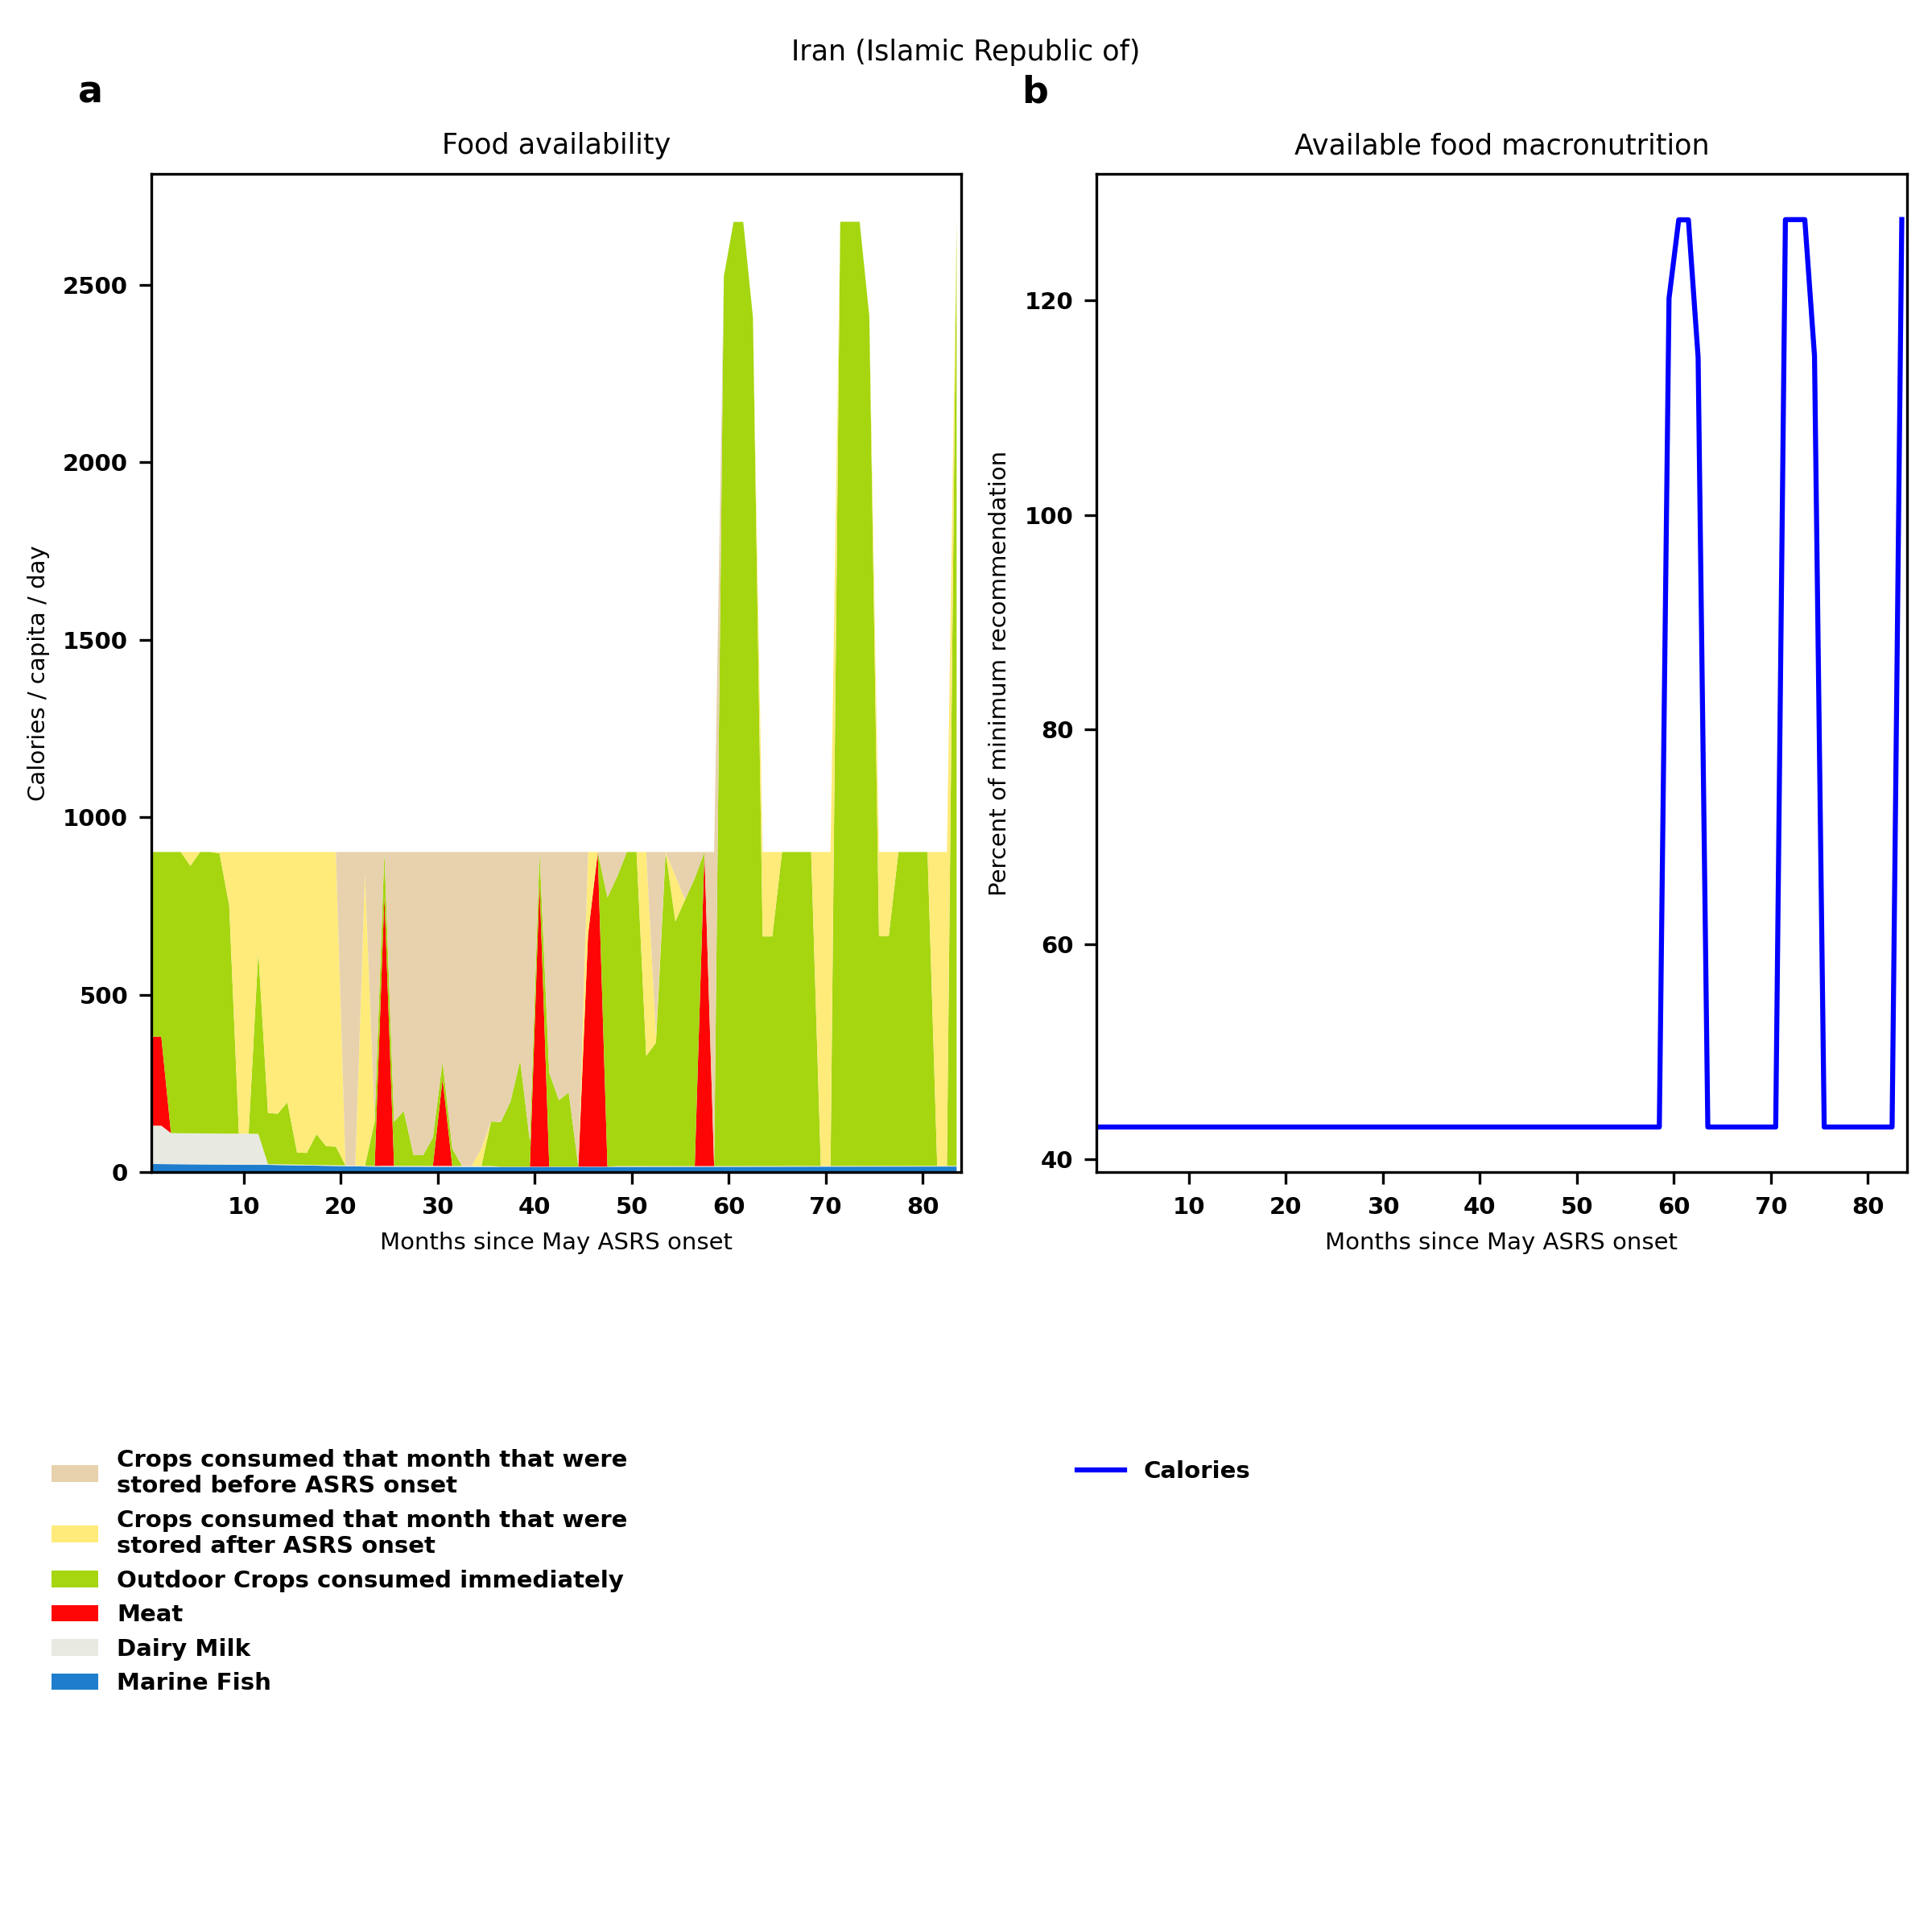 Iran (Islamic Republic of)
a
b
Food availability
Available food macronutrition
Calories / capita / day
2500
2000
1500
1000
500
0
10 20 30 40 50 60 70 80
Months since May ASRS onset
Percent of minimum recommendation
120
100
80
60
40
10 20 30 40 50 60 70 80
Months since May ASRS onset
Crops consumed that month that were
stored before ASRS onset
Crops consumed that month that were
stored after ASRS onset
Outdoor Crops consumed immediately
Meat
Dairy Milk
Marine Fish
Calories